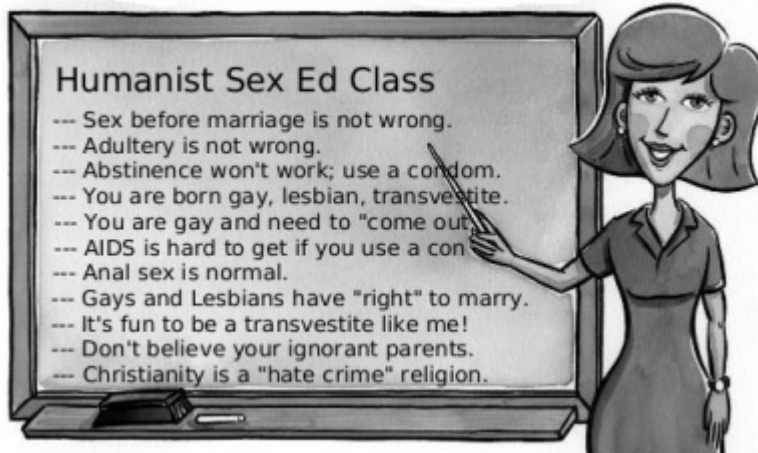 Humanist Sex Ed Class
--- Sex before marriage is not wrong.
--- Adultery is not wrong.
--- Abstinence won't work; use a condom.
--- You are born gay, lesbian, transvestite.
--- You are gay and need to "come out
--- AIDS is hard to get if you use a con
--- Anal sex is normal.
--- Gays and Lesbians have "right" to marry.
--- It's fun to be a transvestite like me!
--- Don't believe your ignorant parents.
--- Christianity is a "hate crime" religion.